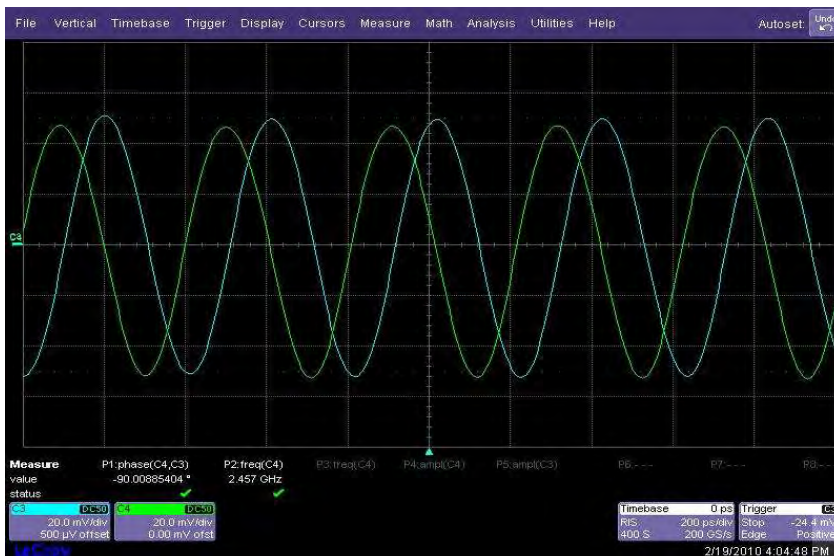 File Vertical Timebase Trigger Display Cursors Measure Math Analysis Utilities Help Autoset: Undo
C3
Measure P1:phase(C4,C3) P2:freq(C4) P3:freq(C4) P4:ampl(C4) P5:ampl(C3) P6:--- P7:--- P8:---
value -90.00885404 ° 2.457 GHz
status
C3 DC50 C4 DC50 Timebase 0 ps Trigger C3
20.0 mV/div 20.0 mV/div RIS 200 ps/div Stop -24.4 mV
500 µV offset 0.00 mV ofst 400 S 200 GS/s Edge Positive
LeCroy 2/19/2010 4:04:48 PM